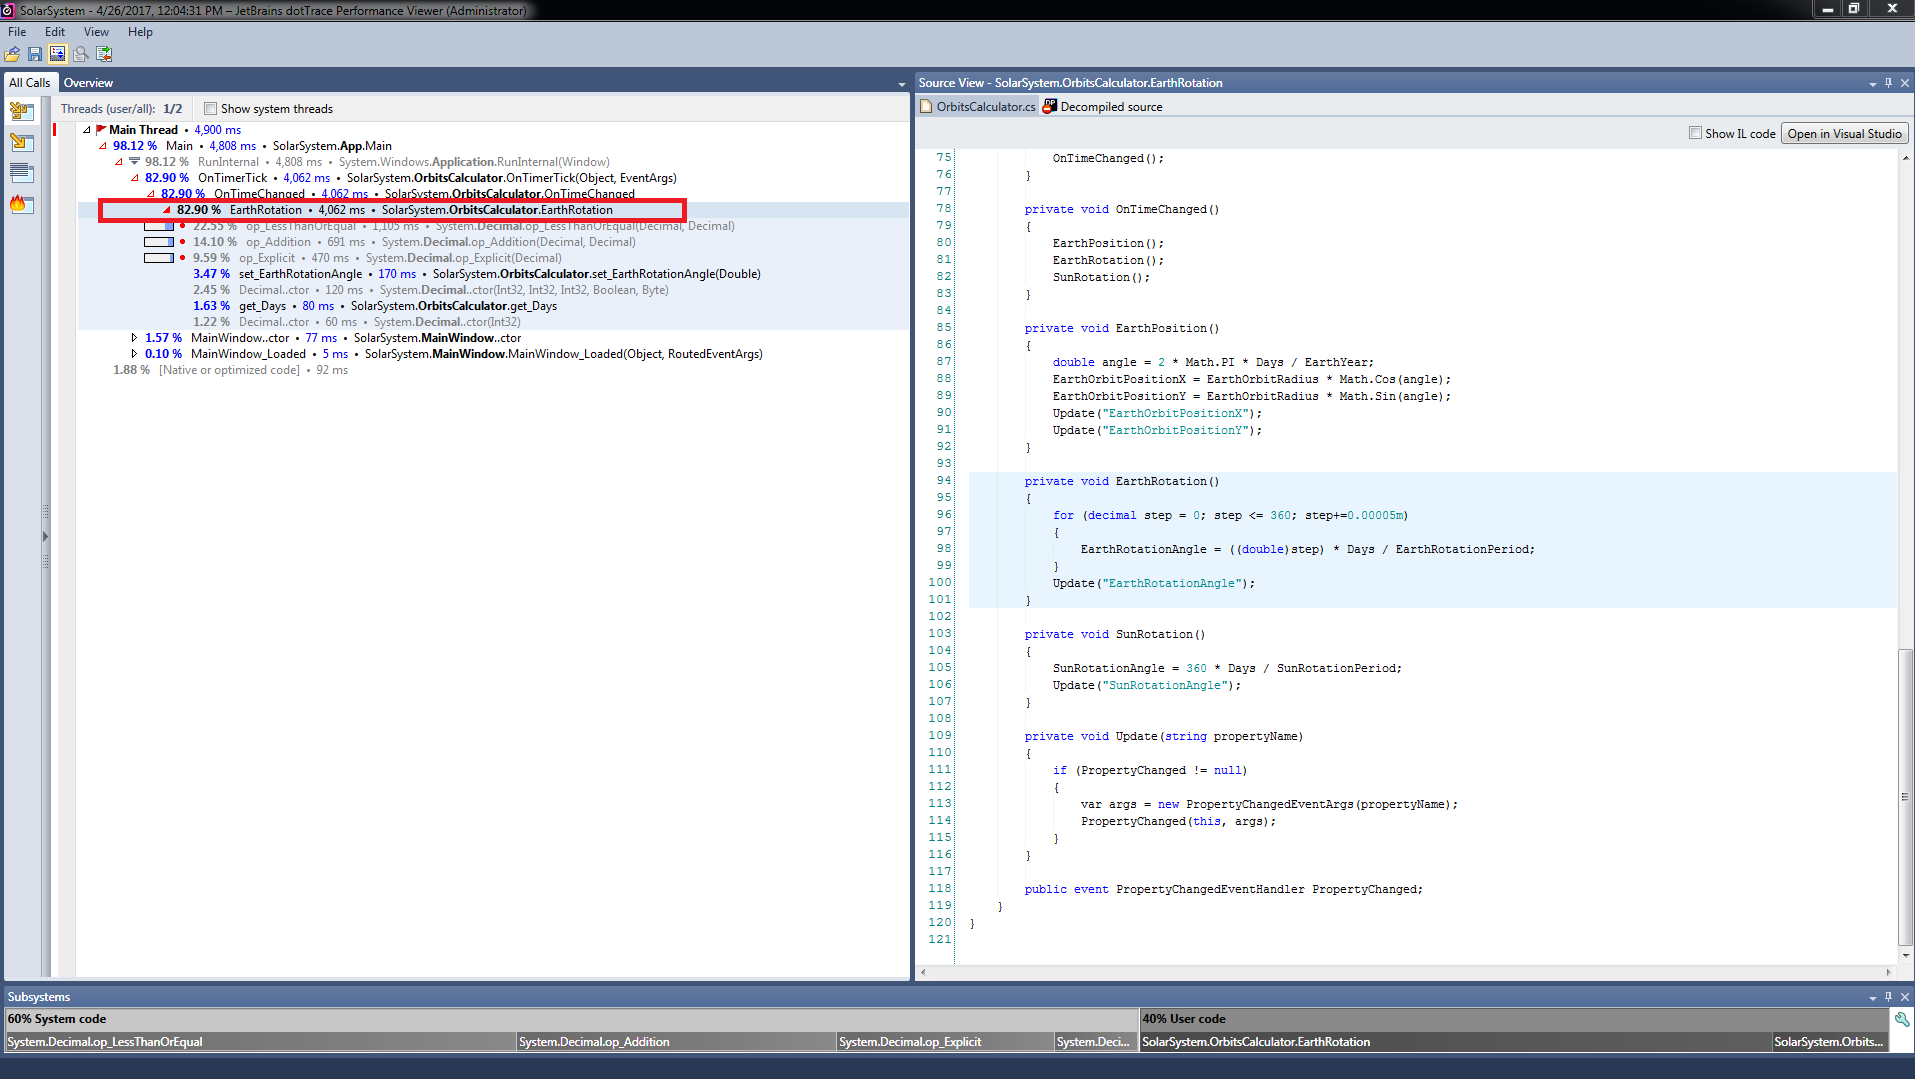 SolarSystem - 4/26/2017, 12:04:31 PM – JetBrains dotTrace Performance Viewer (Administrator)
File Edit View Help
All Calls Overview
Threads (user/all): 1/2 Show system threads
Main Thread • 4,900 ms
98.12 % Main • 4,808 ms • SolarSystem.App.Main
98.12 % RunInternal • 4,808 ms • System.Windows.Application.RunInternal(Window)
82.90 % OnTimerTick • 4,062 ms • SolarSystem.OrbitsCalculator.OnTimerTick(Object, EventArgs)
82.90 % OnTimeChanged • 4,062 ms • SolarSystem.OrbitsCalculator.OnTimeChanged
82.90 % EarthRotation • 4,062 ms • SolarSystem.OrbitsCalculator.EarthRotation
22.55 % op_LessThanOrEqual • 1,105 ms • System.Decimal.op_LessThanOrEqual(Decimal, Decimal)
14.10 % op_Addition • 691 ms • System.Decimal.op_Addition(Decimal, Decimal)
9.59 % op_Explicit • 470 ms • System.Decimal.op_Explicit(Decimal)
3.47 % set_EarthRotationAngle • 170 ms • SolarSystem.OrbitsCalculator.set_EarthRotationAngle(Double)
2.45 % Decimal..ctor • 120 ms • System.Decimal..ctor(Int32, Int32, Int32, Boolean, Byte)
1.63 % get_Days • 80 ms • SolarSystem.OrbitsCalculator.get_Days
1.22 % Decimal..ctor • 60 ms • System.Decimal..ctor(Int32)
1.57 % MainWindow..ctor • 77 ms • SolarSystem.MainWindow..ctor
0.10 % MainWindow_Loaded • 5 ms • SolarSystem.MainWindow.MainWindow_Loaded(Object, RoutedEventArgs)
1.88 % [Native or optimized code] • 92 ms
Source View - SolarSystem.OrbitsCalculator.EarthRotation
OrbitsCalculator.cs Decompiled source
Show IL code Open in Visual Studio
75 OnTimeChanged();
76 }
77
78 private void OnTimeChanged()
79 {
80 EarthPosition();
81 EarthRotation();
82 SunRotation();
83 }
84
85 private void EarthPosition()
86 {
87 double angle = 2 * Math.PI * Days / EarthYear;
88 EarthOrbitPositionX = EarthOrbitRadius * Math.Cos(angle);
89 EarthOrbitPositionY = EarthOrbitRadius * Math.Sin(angle);
90 Update("EarthOrbitPositionX");
91 Update("EarthOrbitPositionY");
92 }
93
94 private void EarthRotation()
95 {
96 for (decimal step = 0; step <= 360; step+=0.00005m)
97 {
98 EarthRotationAngle = ((double)step) * Days / EarthRotationPeriod;
99 }
100 Update("EarthRotationAngle");
101 }
102
103 private void SunRotation()
104 {
105 SunRotationAngle = 360 * Days / SunRotationPeriod;
106 Update("SunRotationAngle");
107 }
108
109 private void Update(string propertyName)
110 {
111 if (PropertyChanged != null)
112 {
113 var args = new PropertyChangedEventArgs(propertyName);
114 PropertyChanged(this, args);
115 }
116 }
117
118 public event PropertyChangedEventHandler PropertyChanged;
119 }
120 }
121
Subsystems
60% System code 40% User code
System.Decimal.op_LessThanOrEqual System.Decimal.op_Addition System.Decimal.op_Explicit System.Deci... SolarSystem.OrbitsCalculator.EarthRotation SolarSystem.Orbits...